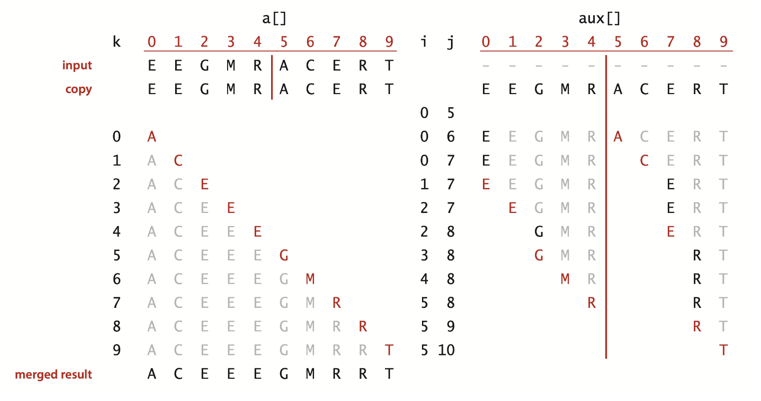 a[] aux[]
k 0 1 2 3 4 5 6 7 8 9 i j 0 1 2 3 4 5 6 7 8 9
input E E G M R A C E R T - - - - - - - - - -
copy E E G M R A C E R T E E G M R A C E R T
0 5
0 A 0 6 E E G M R A C E R T
1 A C 0 7 E E G M R C E R T
2 A C E 1 7 E E G M R E R T
3 A C E E 2 7 E G M R E R T
4 A C E E E 2 8 G M R E R T
5 A C E E E G 3 8 G M R R T
6 A C E E E G M 4 8 M R R T
7 A C E E E G M R 5 8 R R T
8 A C E E E G M R R 5 9 R T
9 A C E E E G M R R T 5 10 T
merged result A C E E E G M R R T